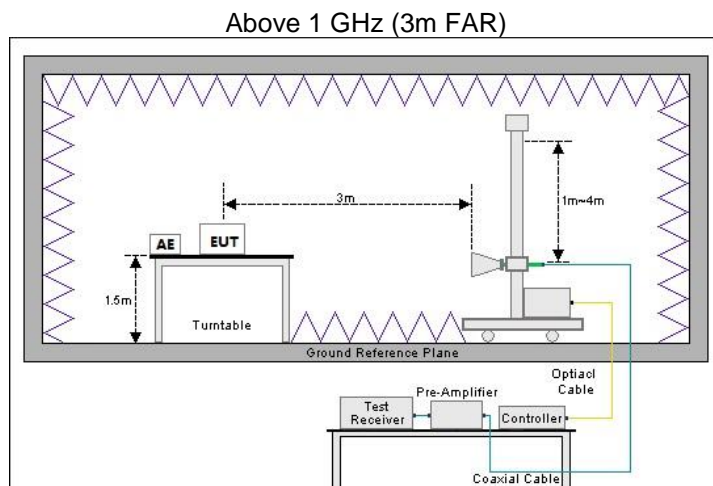 Above 1 GHz (3m FAR)
3m
1m~4m
AE
EUT
1.5m
Turntable
Ground Reference Plane
Optiacl
Cable
Pre-Amplifier
Test
Receiver
Controller
Coaxial Cable